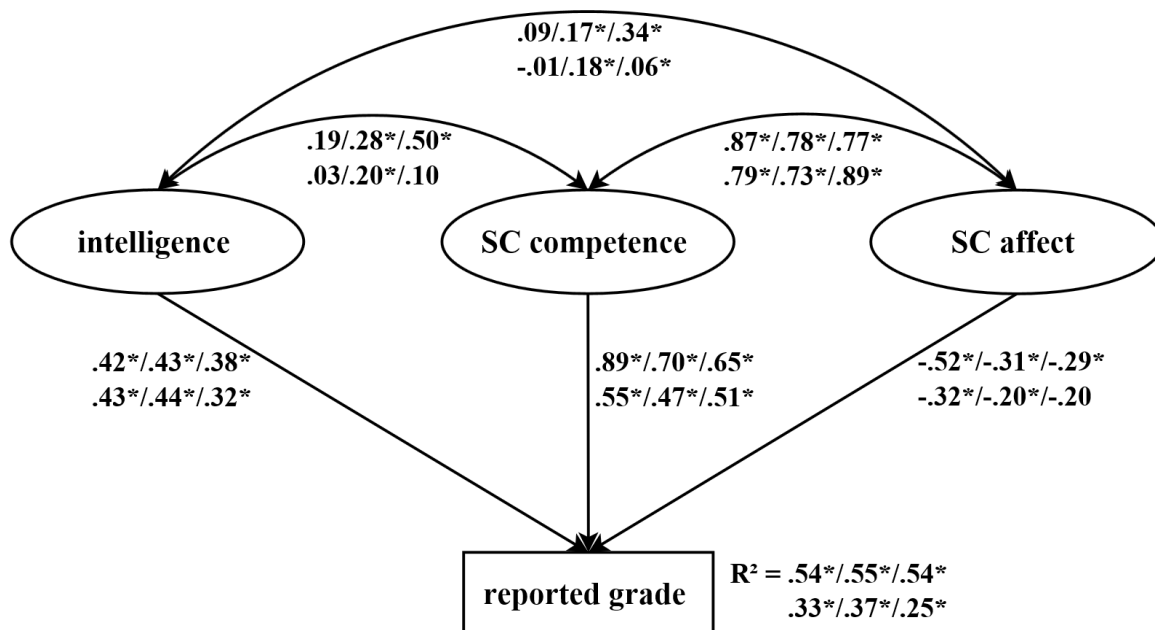 .09/.17*/.34*
-.01/.18*/.06*
.19/.28*/.50*
.03/.20*/.10
.87*/.78*/.77*
.79*/.73*/.89*
intelligence
SC competence
SC affect
.42*/.43*/.38*
.43*/.44*/.32*
.89*/.70*/.65*
.55*/.47*/.51*
-.52*/-.31*/-.29*
-.32*/-.20*/-.20
reported grade
R² = .54*/.55*/.54*
.33*/.37*/.25*